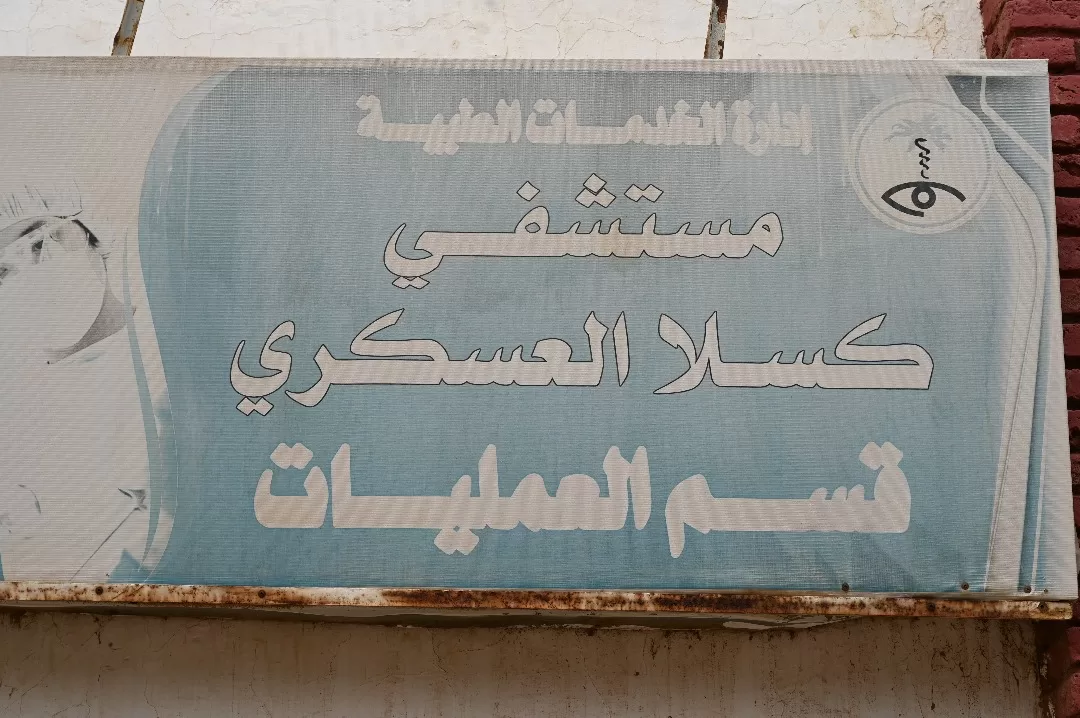 إدارة الخدمات الطبية
مستشفي
كسلا العسكري
قسم العمليات